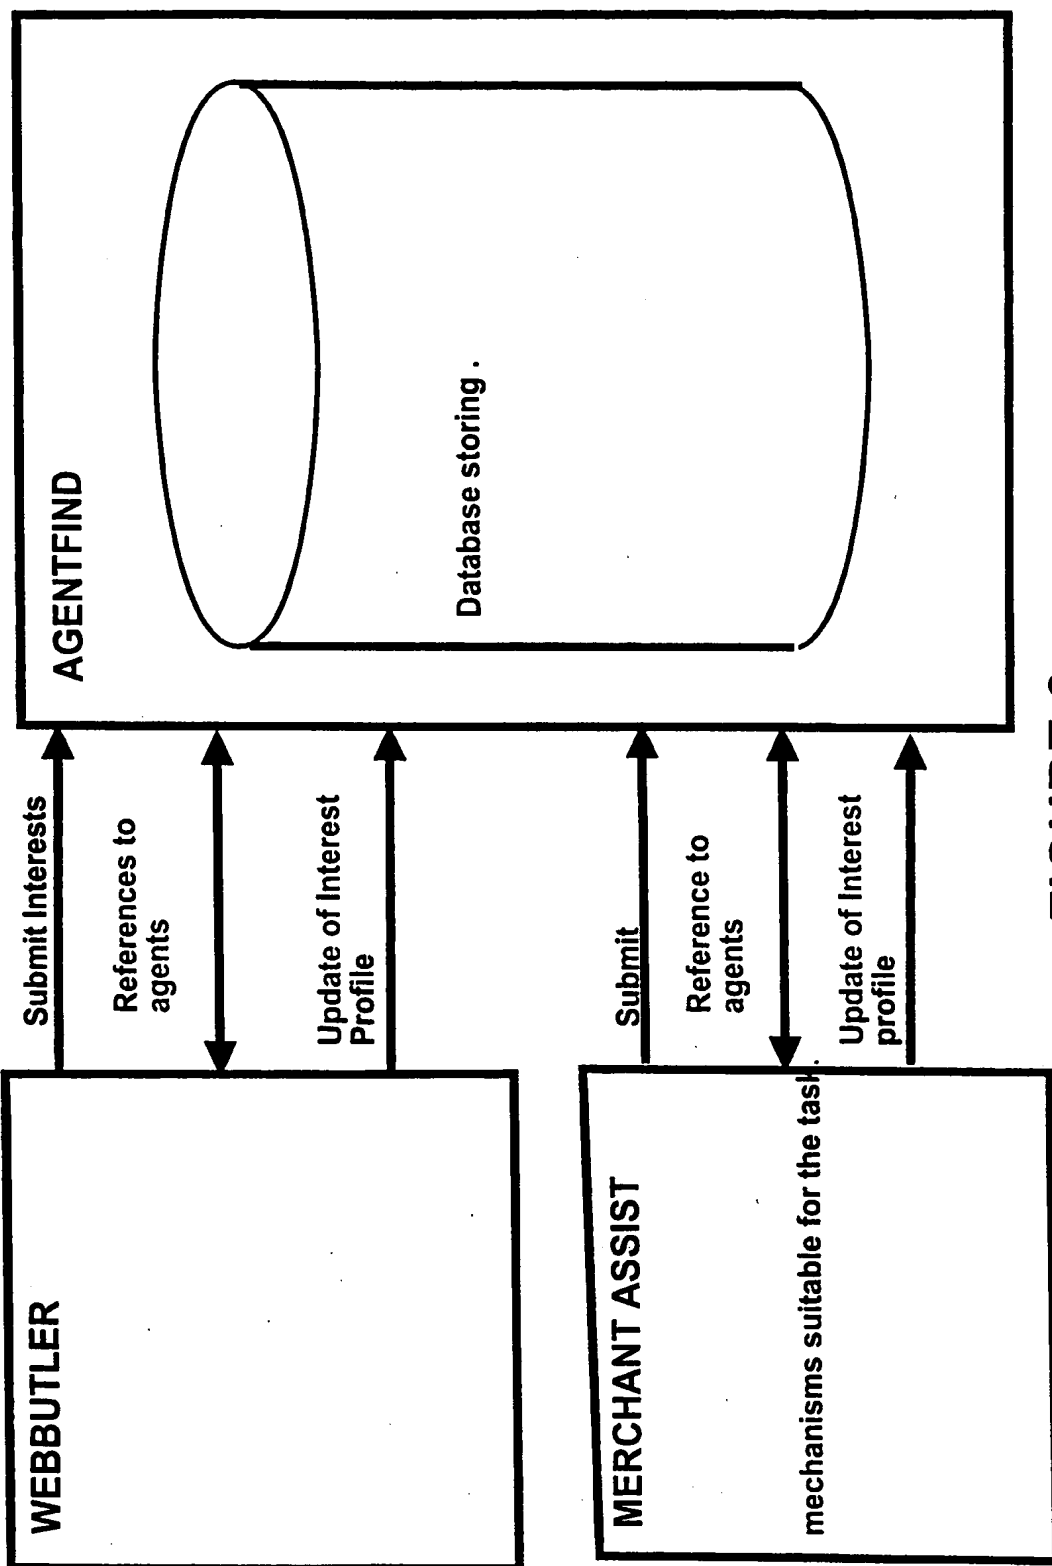 WEBBUTLER
Submit Interests
References to
agents
Update of Interest
Profile
AGENTFIND
Database storing .
MERCHANT ASSIST
mechanisms suitable for the task.
Submit
Reference to
agents
Update of Interest
profile